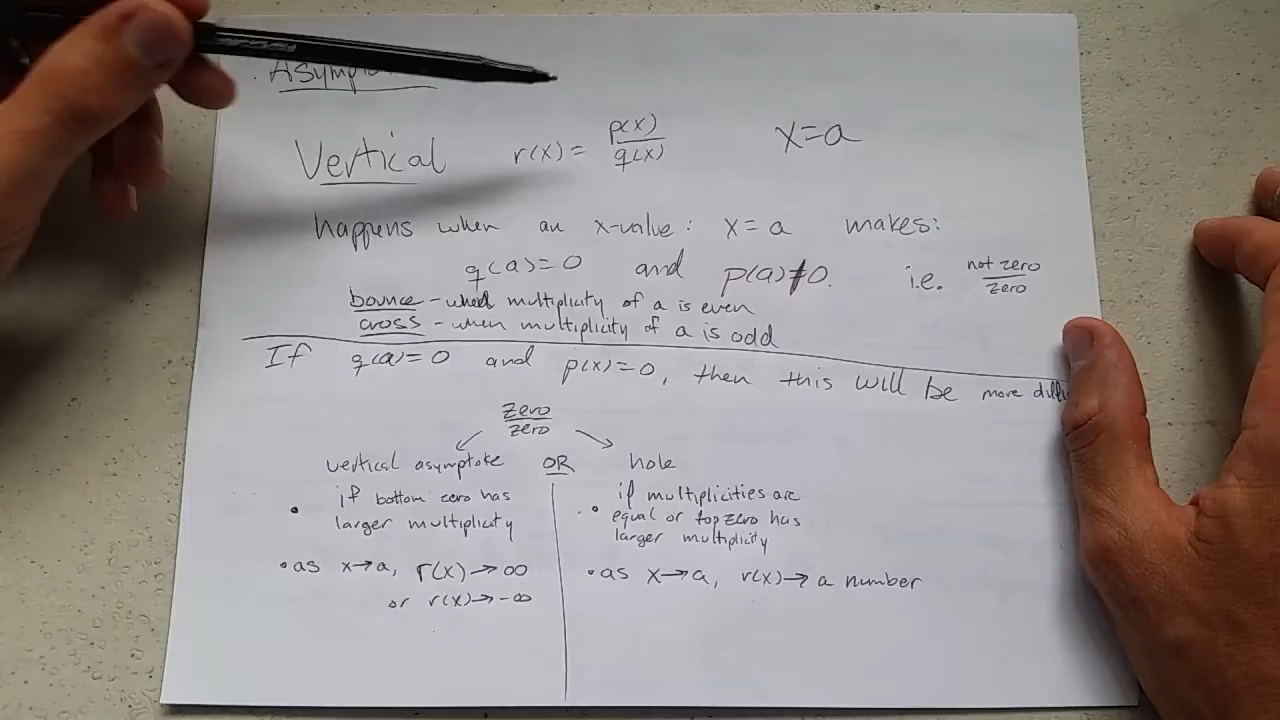 Vertical r(x) = p(x)/q(x) x=a
happens when an x-value: x=a makes:
q(a)=0 and p(a)≠0. i.e. not zero/zero
bounce - when multiplicity of a is even
cross - when multiplicity of a is odd
If q(a)=0 and p(x)=0, then this will be more
zero/zero
↙ ↘
vertical asymptote OR hole
• if bottom zero has
larger multiplicity
• as x→a, r(x)→∞
or r(x)→-∞
• if multiplicities are
equal or top zero has
larger multiplicity
• as x→a, r(x)→ a number